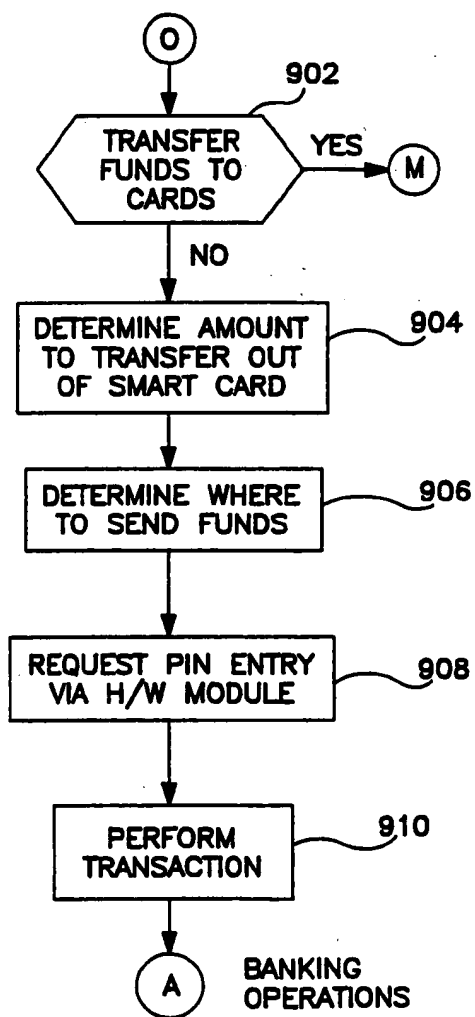 O
902
TRANSFER
FUNDS TO
CARDS
YES
M
NO
DETERMINE AMOUNT
TO TRANSFER OUT
OF SMART CARD
904
DETERMINE WHERE
TO SEND FUNDS
906
REQUEST PIN ENTRY
VIA H/W MODULE
908
PERFORM
TRANSACTION
910
A
BANKING
OPERATIONS